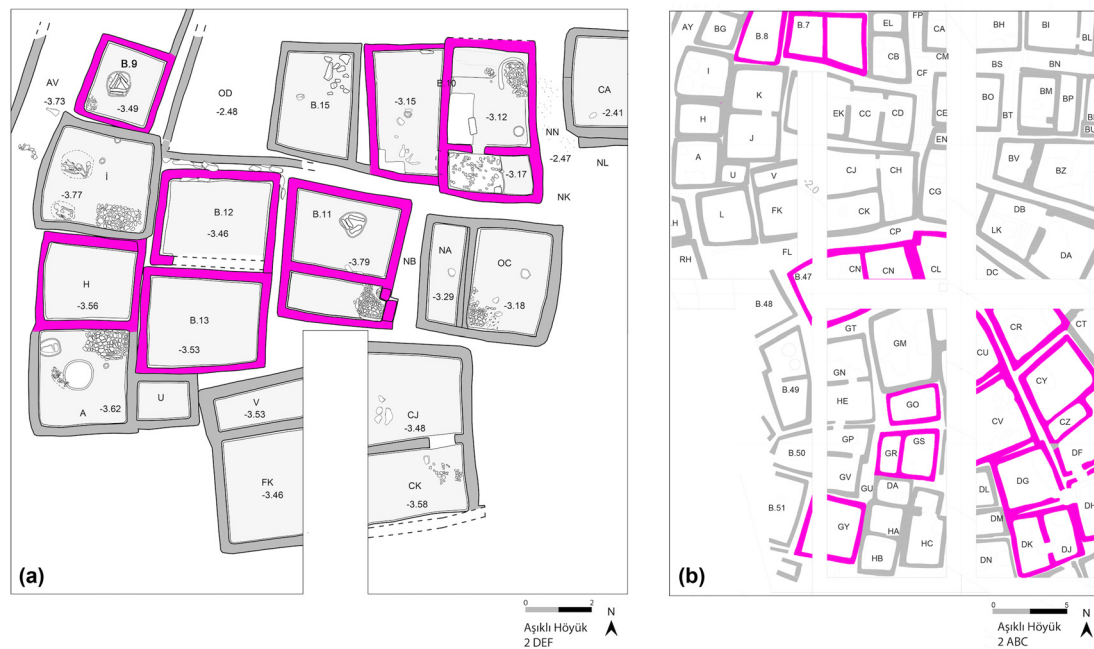 B.9
AV
-3.73
-3.49
OD
-2.48
B.15
-3.15
B.10
-3.12
CA
-2.41
NN
-2.47
NL
-3.17
NK
İ
-3.77
B.12
-3.46
B.11
-3.79
NB
NA
-3.29
OC
-3.18
H
-3.56
B.13
-3.53
A
-3.62
U
V
-3.53
FK
-3.46
CJ
-3.48
CK
-3.58
(a)
0 2
N
Aşıklı Höyük
2 DEF
AY
BG
B.8
B.7
EL
FP
CA
BH
BI
BL
CB
CM
I
CF
BS
BN
K
BO
BM
BP
H
EK
CC
CD
CE
BT
J
EN
A
U
V
CJ
CH
BV
BZ
-2.0
CG
L
FK
CK
DB
LK
CP
DA
RH
FL
CN
CN
CL
DC
B.47
B.48
GT
CR
CT
GM
CU
GN
CY
B.49
HE
GO
CV
CZ
GP
GR
GS
B.50
DF
GV
DG
GU
DA
DL
B.51
DH
DM
GY
HA
HC
DK
DJ
HB
DN
(b)
0 5
N
Aşıklı Höyük
2 ABC